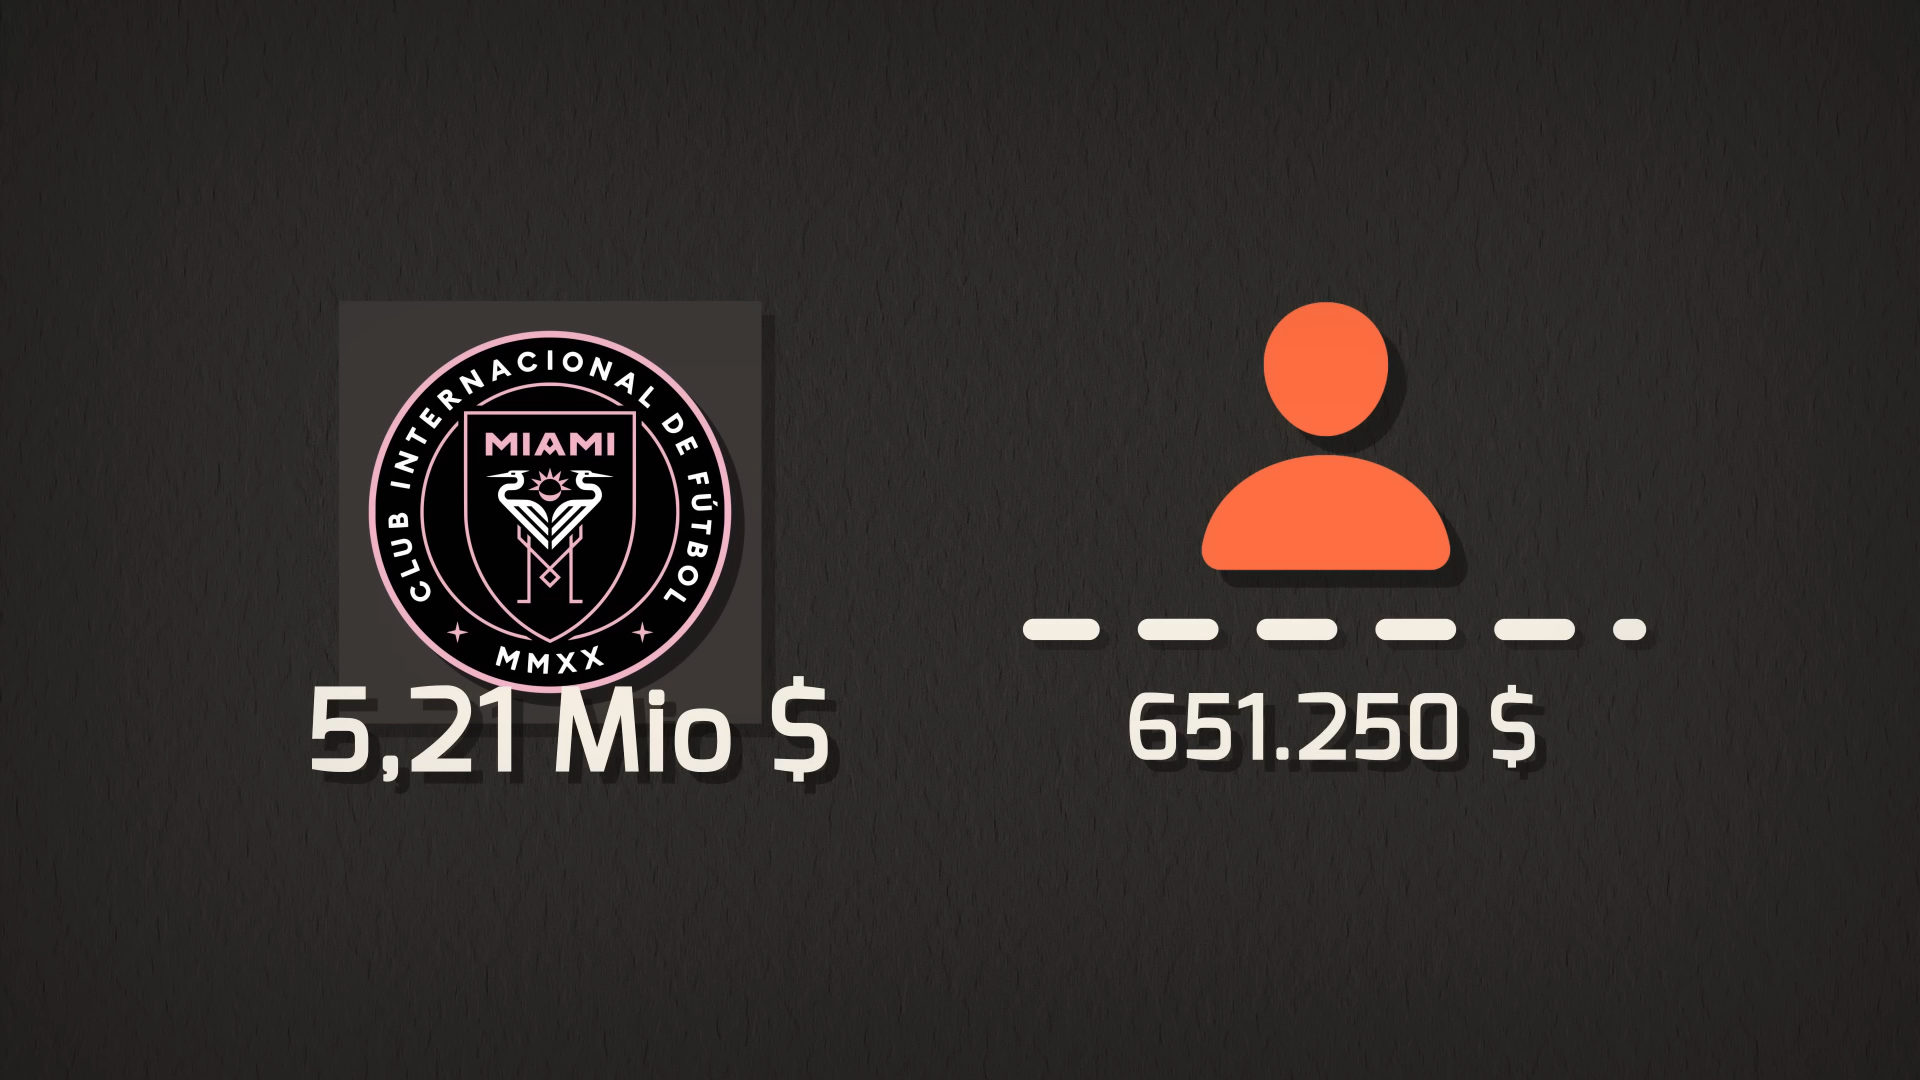 CLUB INTERNACIONAL DE FÚTBOL
MIAMI
MMXX
5,21 Mio $
651.250 $